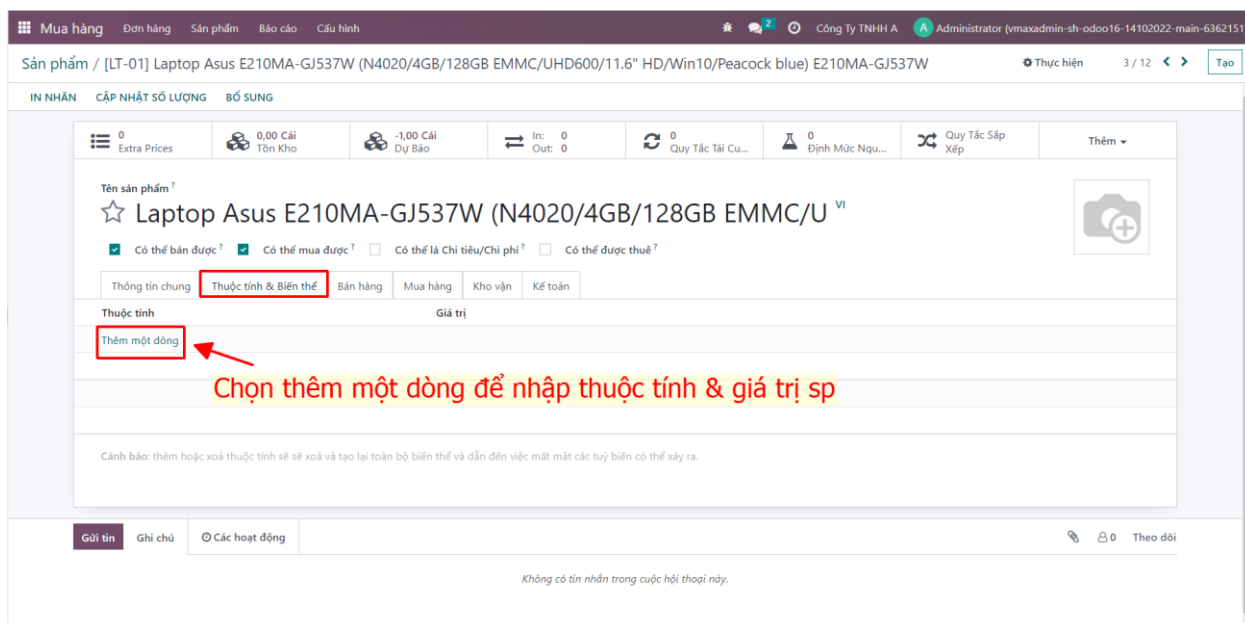 Mua hàng Đơn hàng Sản phẩm Báo cáo Cấu hình 2 Công Ty TNHH A A Administrator (vmaxadmin-sh-odoo16-14102022-main-6362151
Sản phẩm / [LT-01] Laptop Asus E210MA-GJ537W (N4020/4GB/128GB EMMC/UHD600/11.6" HD/Win10/Peacock blue) E210MA-GJ537W Thực hiện 3 / 12 Tạo
IN NHÃN CẬP NHẬT SỐ LƯỢNG BỔ SUNG
0 Extra Prices
0,00 Cái Tồn Kho
-1,00 Cái Dự Báo
In: 0
Out: 0
0 Quy Tắc Tái Cu...
0 Định Mức Ngu...
Quy Tắc Sắp Xếp
Thêm
Tên sản phẩm ?
Laptop Asus E210MA-GJ537W (N4020/4GB/128GB EMMC/U VI
Có thể bán được ? Có thể mua được ? Có thể là Chi tiêu/Chi phí ? Có thể được thuê ?
Thông tin chung Thuộc tính & Biến thể Bán hàng Mua hàng Kho vận Kế toán
Thuộc tính Giá trị
Thêm một dòng
Chọn thêm một dòng để nhập thuộc tính & giá trị sp
Cảnh báo: thêm hoặc xoá thuộc tính sẽ sẽ xoá và tạo lại toàn bộ biến thể và dẫn đến việc mất mát các tuỳ biến có thể xảy ra.
Gửi tin Ghi chú Các hoạt động 0 Theo dõi
Không có tin nhắn trong cuộc hội thoại này.